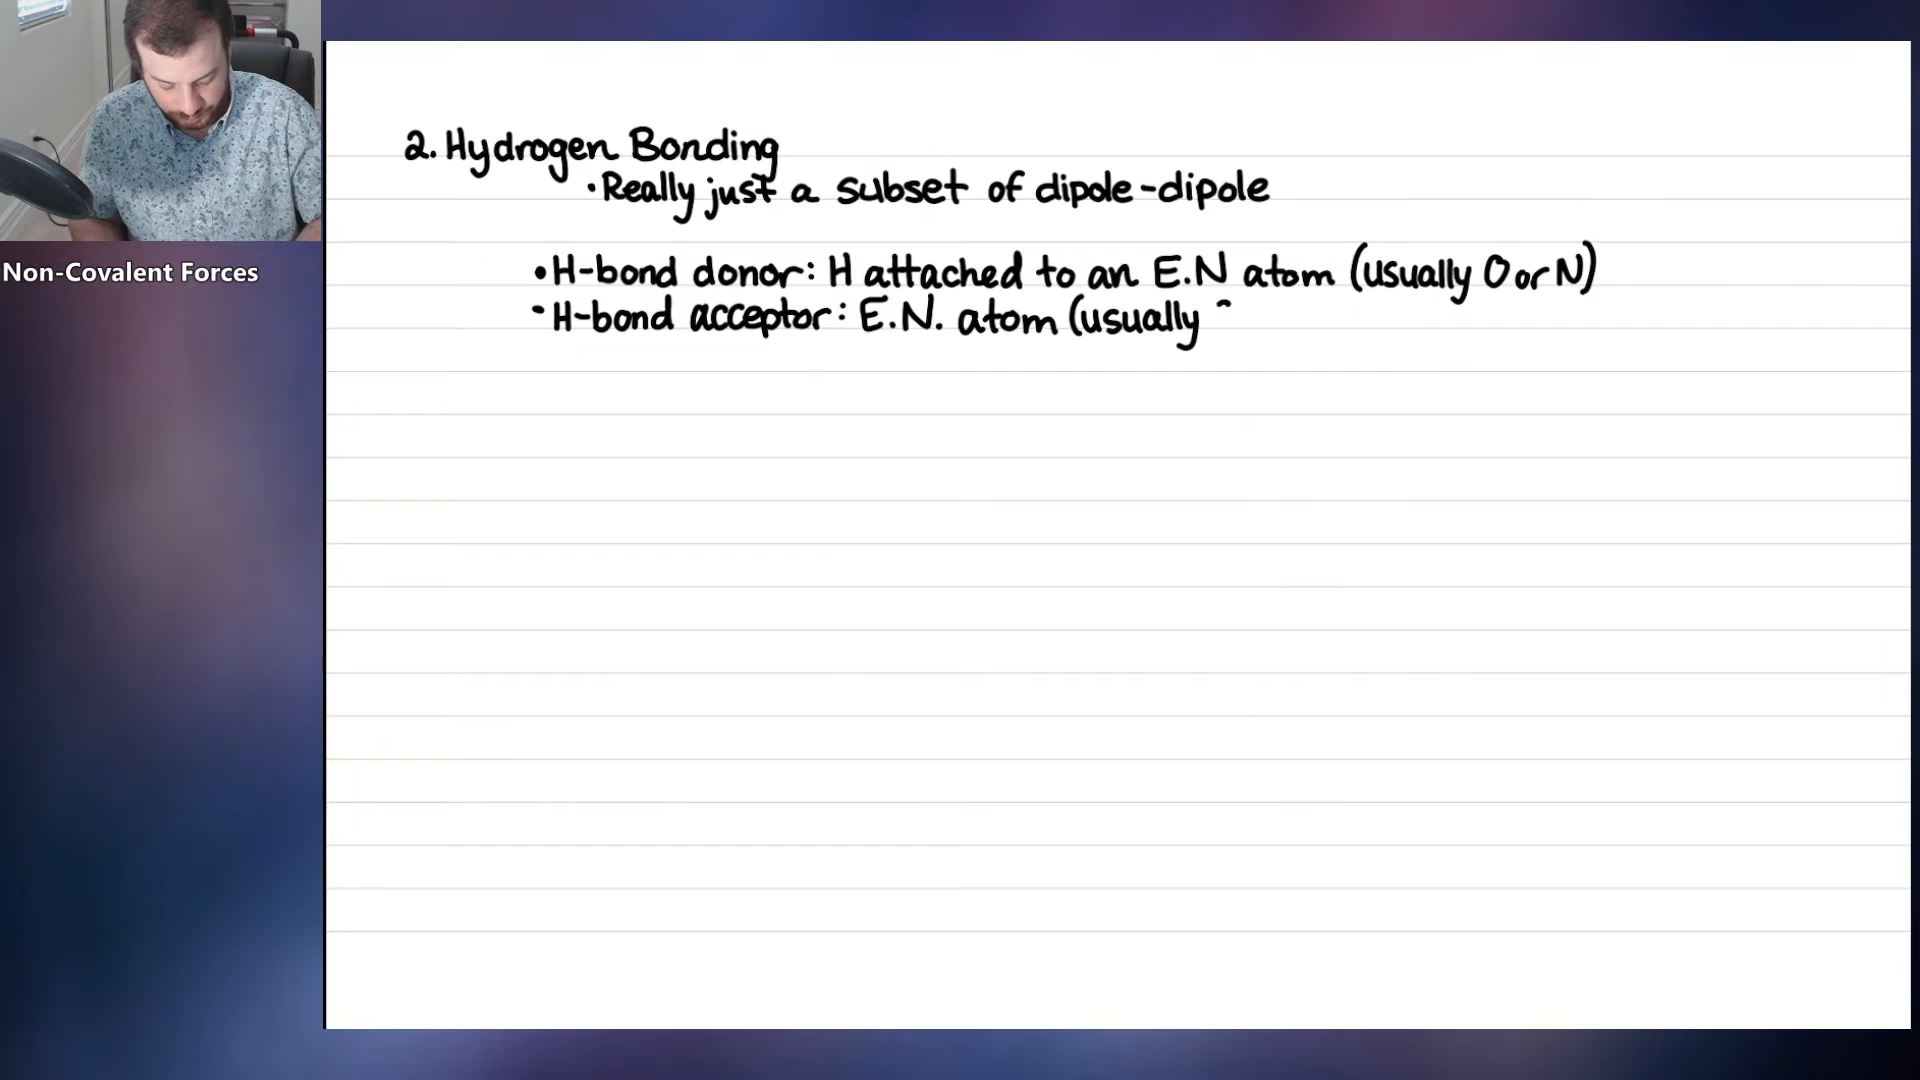 Non-Covalent Forces
2. Hydrogen Bonding
• Really just a subset of dipole-dipole
• H-bond donor: H attached to an E.N atom (usually O or N)
• H-bond acceptor: E.N. atom (usually